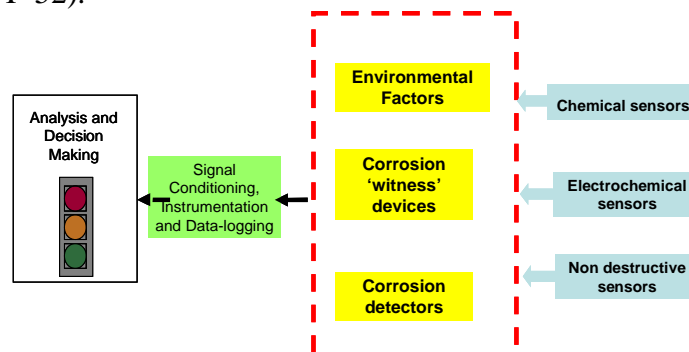 32).
Environmental
Factors
Chemical sensors
Analysis and
Decision
Making
Signal
Conditioning,
Instrumentation
and Data-logging
Corrosion
‘witness’
devices
Electrochemical
sensors
Non destructive
sensors
Corrosion
detectors